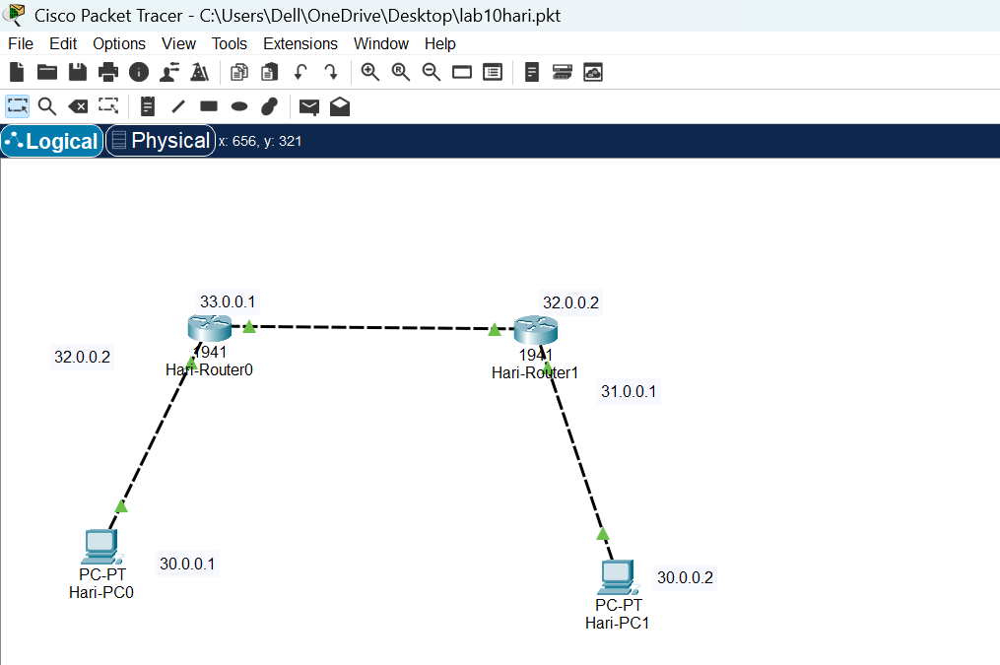 Cisco Packet Tracer - C:\Users\Dell\OneDrive\Desktop\lab10hari.pkt
File Edit Options View Tools Extensions Window Help
Logical Physical x: 656, y: 321
33.0.0.1
32.0.0.2
1941
Hari-Router0
32.0.0.2
1941
Hari-Router1
31.0.0.1
PC-PT
Hari-PC0
30.0.0.1
PC-PT
Hari-PC1
30.0.0.2